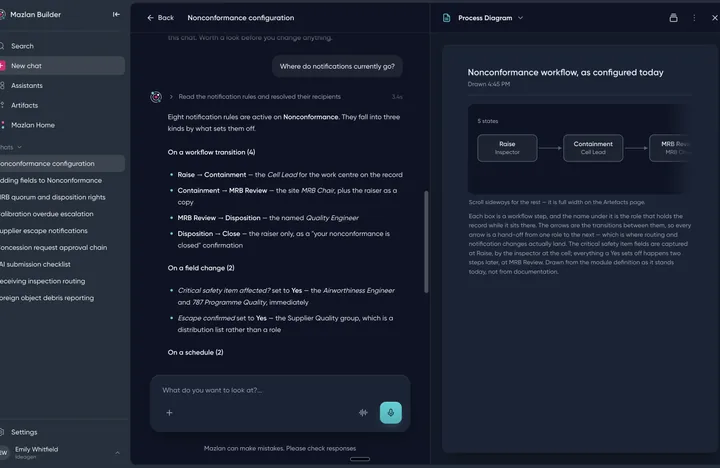 Mazlan Builder
Search
New chat
Assistants
Artifacts
Mazlan Home
Chats
onconformance configuration
dding fields to Nonconformance
RB quorum and disposition rights
alibration overdue escalation
upplier escape notifications
oncession request approval chain
AI submission checklist
eceiving inspection routing
oreign object debris reporting
Settings
EW
Emily Whitfield
Back
Nonconformance configuration
this chat. Worth a look before you change anything.
Where do notifications currently go?
Read the notification rules and resolved their recipients
3.4s
Eight notification rules are active on Nonconformance. They fall into three
kinds by what sets them off.
On a workflow transition (4)
Raise → Containment — the Cell Lead for the work centre on the
record
Containment → MRB Review — the site MRB Chair, plus the raiser as a
copy
MRB Review → Disposition — the named Quality Engineer
Disposition → Close — the raiser only, as a "your nonconformance is
closed" confirmation
On a field change (2)
Critical safety item affected? set to Yes — the Airworthiness Engineer
and 787 Programme Quality, immediately
Escape confirmed set to Yes — the Supplier Quality group, which is a
distribution list rather than a role
On a schedule (2)
What do you want to look at?...
Mazlan can make mistakes. Please check responses
Process Diagram
Nonconformance workflow, as configured today
Drawn 4:45 PM
5 states
Raise
Inspector
Containment
Cell Lead
MRB
MRB
Scroll sideways for the rest — it is full width on the Artefacts page.
Each box is a workflow step, and the name under it is the role that holds the
record while it sits there. The arrows are the transitions between them, so every
arrow is a hand-off from one role to the next — which is where routing and
notification changes actually land. The critical safety item fields are captured
at Raise, by the inspector at the cell; everything a Yes sets off happens two
steps later, at MRB Review. Drawn from the module definition as it stands
today, not from documentation.